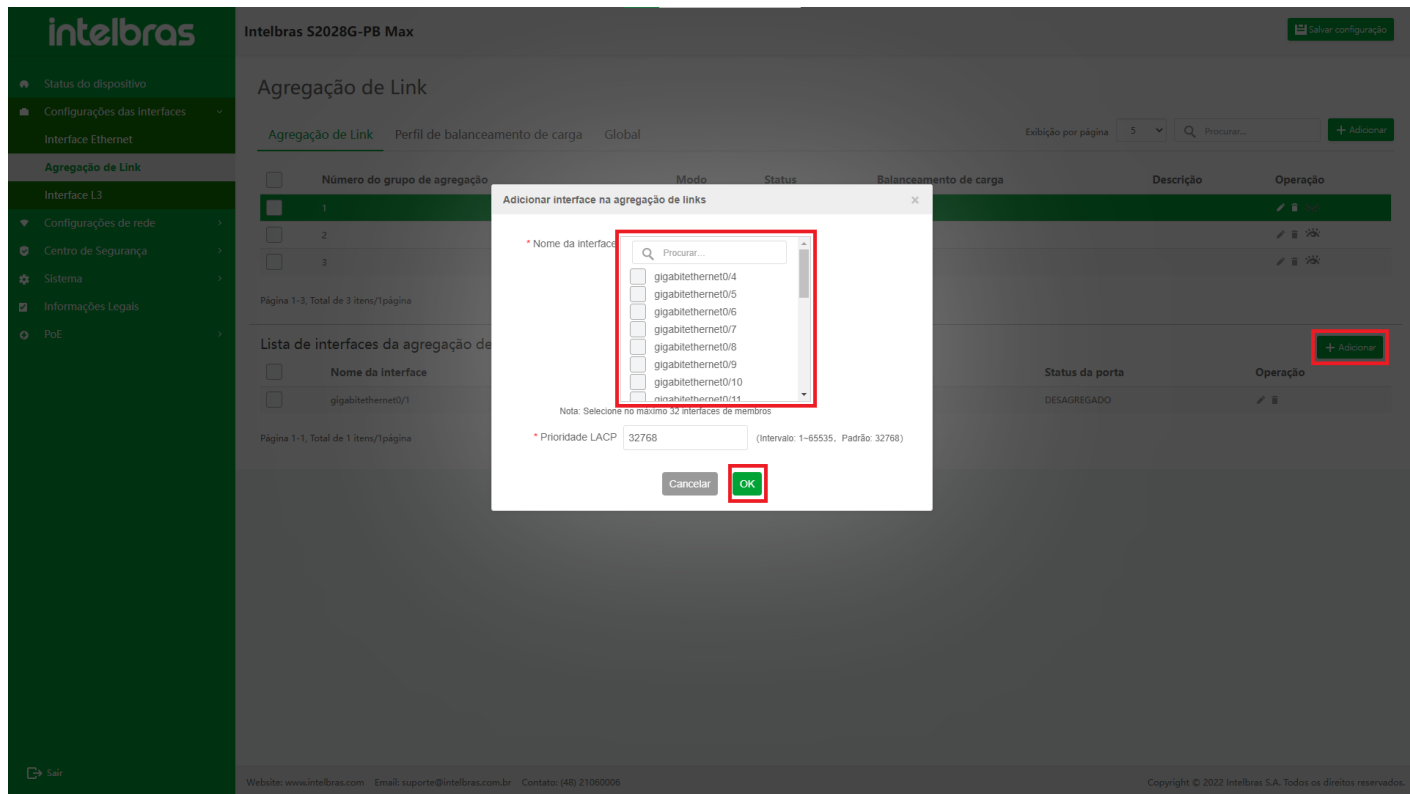 intelbras
Intelbras S2028G-PB Max
Salvar configuração
Status do dispositivo
Configurações das interfaces
Interface Ethernet
Agregação de Link
Interface L3
Configurações de rede
Centro de Segurança
Sistema
Informações Legais
PoE
Sair
Agregação de Link
Agregação de Link Perfil de balanceamento de carga Global
Exibição por página 5 Procurar... + Adicionar
Número do grupo de agregação Modo Status Balanceamento de carga Descrição Operação
1
2
3
Página 1-3, Total de 3 itens/1página
Lista de interfaces da agregação de
+ Adicionar
Nome da interface Status da porta Operação
gigabitethernet0/1 DESAGREGADO
Página 1-1, Total de 1 itens/1página
Adicionar interface na agregação de links ×
* Nome da interface
Procurar...
gigabitethernet0/4
gigabitethernet0/5
gigabitethernet0/6
gigabitethernet0/7
gigabitethernet0/8
gigabitethernet0/9
gigabitethernet0/10
gigabitethernet0/11
Nota: Selecione no máximo 32 interfaces de membros
* Prioridade LACP 32768 (Intervalo: 1~65535, Padrão: 32768)
Cancelar OK
Website: www.intelbras.com Email: suporte@intelbras.com.br Contato: (48) 21060006
Copyright © 2022 Intelbras S.A. Todos os direitos reservados.